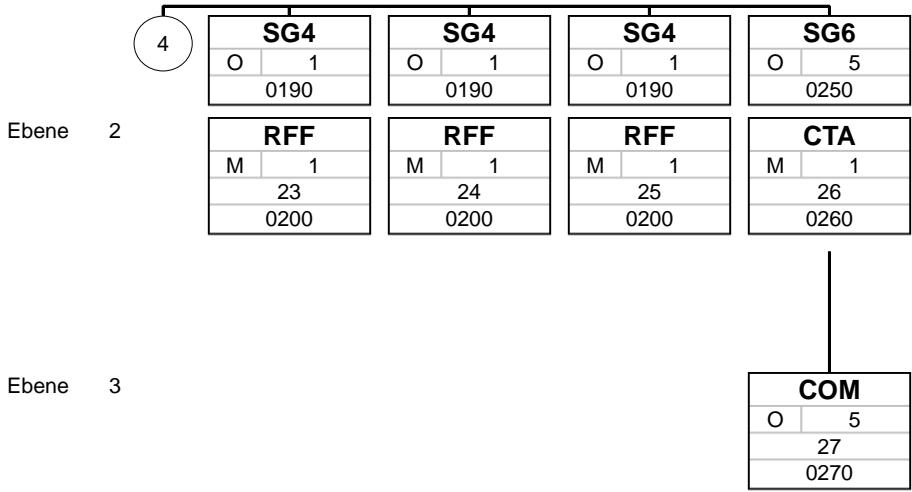 4 SG4 SG4 SG4 SG6
O 1 O 1 O 1 O 5
0190 0190 0190 0250
Ebene 2 RFF RFF RFF CTA
M 1 M 1 M 1 M 1
23 24 25 26
0200 0200 0200 0260
Ebene 3 COM
O 5
27
0270